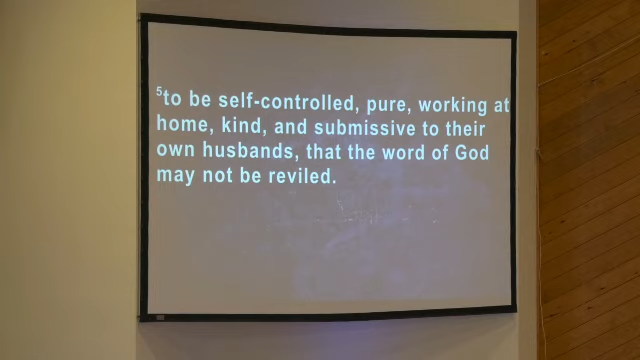 5to be self-controlled, pure, working at
home, kind, and submissive to their
own husbands, that the word of God
may not be reviled.